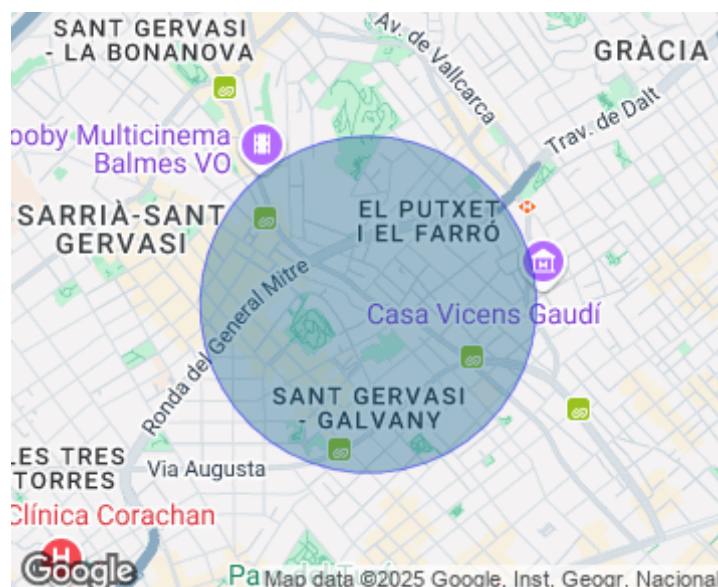 SANT GERVASI
- LA BONANOVA
Av. de Vallcarca
GRÀCIA
Trav. de Dalt
ooby Multicinema
Balmes VO
SARRIÀ-SANT
GERVASI
EL PUTXET
I EL FARRÓ
Ronda del General Mitre
Casa Vicens Gaudí
SANT GERVASI
- GALVANY
LES TRES
TORRES
Via Augusta
Clínica Corachan
H
Google
Map data ©2025 Google, Inst. Geogr. Nacional